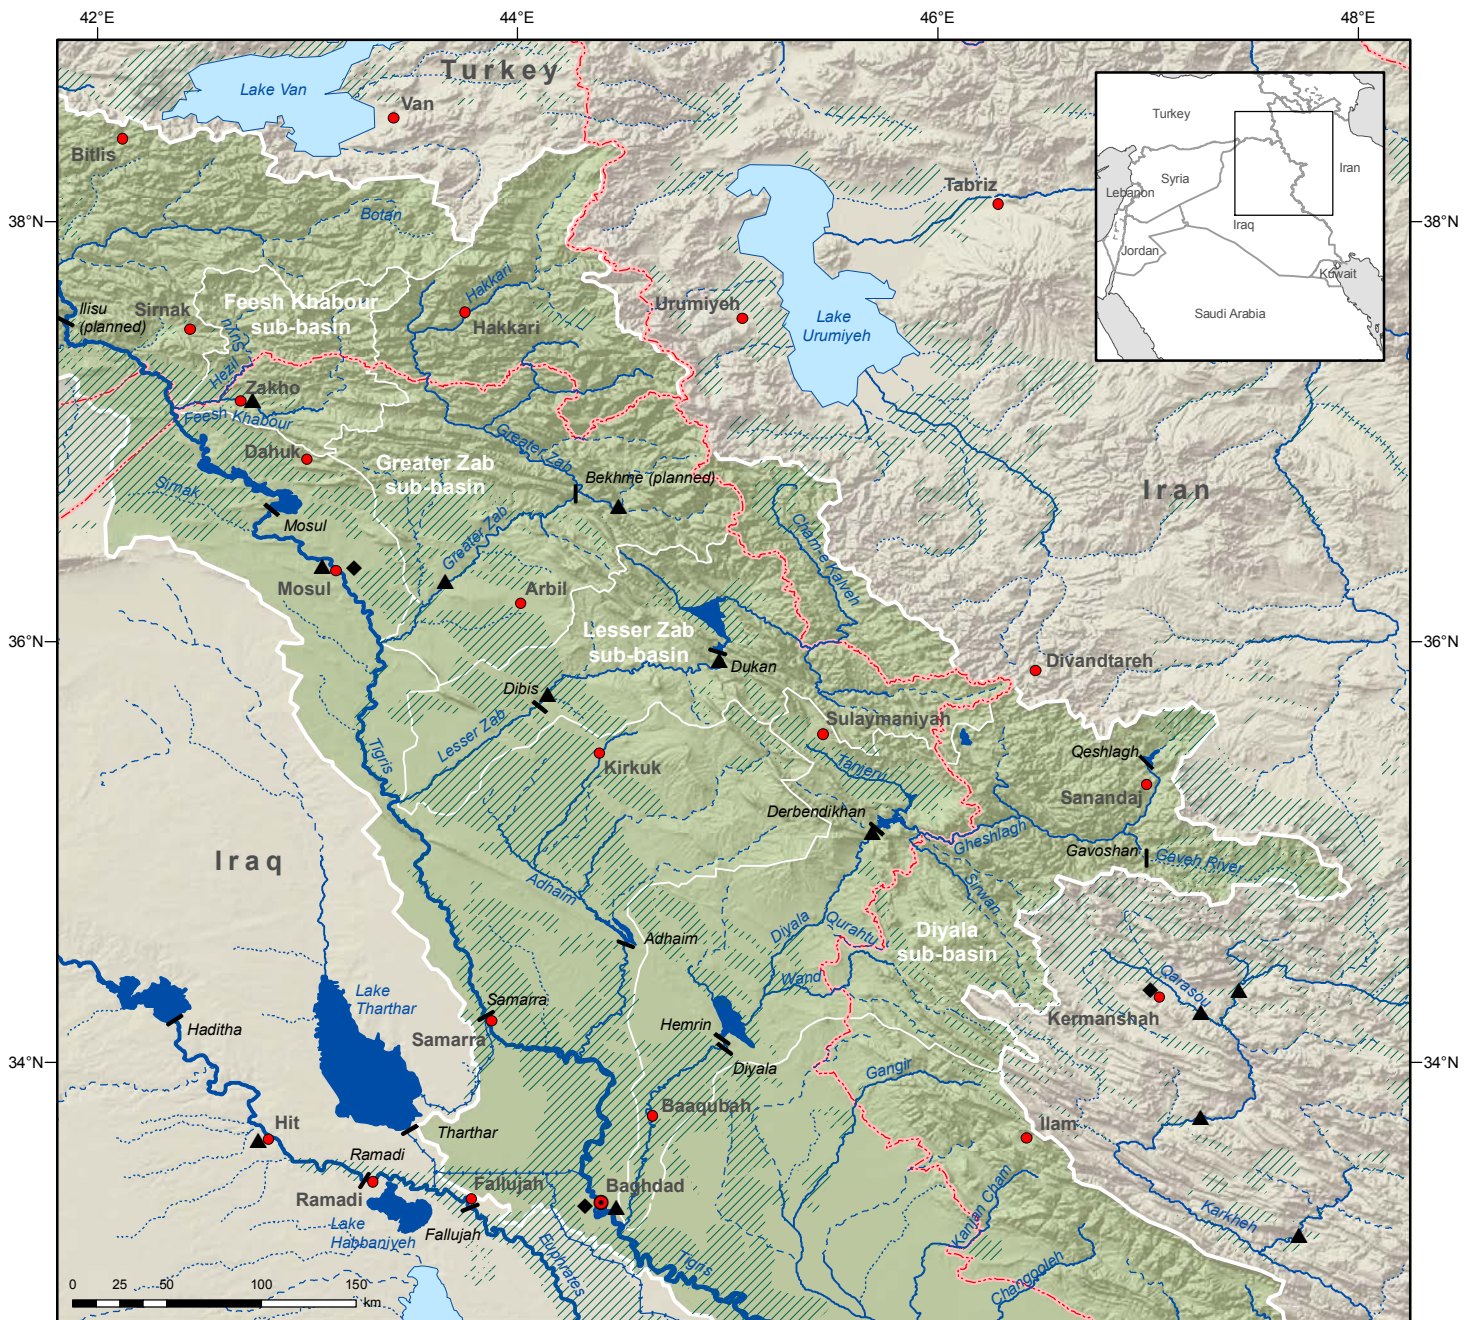 42°E
44°E
46°E
48°E
Turkey
Lake Van
Van
Bitlis
Tabriz
Botan
38°N
38°N
Turkey
Iran
Syria
Lebanon
Iraq
Jordan
Kuwait
Saudi Arabia
Hakkari
Hakkari
Ilisu
(planned)
Sirnak
Feesh Khabour
sub-basin
Urumiyeh
Lake
Urumiyeh
Hezil Suyu
Zakho
Feesh Khabour
Dahuk
Greater Zab
Greater Zab
sub-basin
Bekhme (planned)
Iran
Sirnak
Mosul
Greater Zab
Cham-e Kalveh
Mosul
Arbil
36°N
36°N
Lesser Zab
sub-basin
Dukan
Divandtareh
Dibis
Lesser Zab
Tigris
Kirkuk
Sulaymaniyah
Tanjeru
Qeshlagh
Sanandaj
Derbendikhan
Gheshlagh
Gavoshan
Gaveh River
Iraq
Adhaim
Sirwan
Adhaim
Diyala
Qurahtu
Diyala
sub-basin
Wand
Qarasou
Kermanshah
Lake
Tharthar
Samarra
Samarra
Haditha
Hemrin
34°N
34°N
Diyala
Gangir
Baaqubah
Ilam
Hit
Tharthar
Ramadi
Ramadi
Fallujah
Fallujah
Baghdad
Lake
Habbaniyeh
Euphrates
Tigris
Kanjan Cham
Changooleh
Karkheh
0 25 50 100 150
km